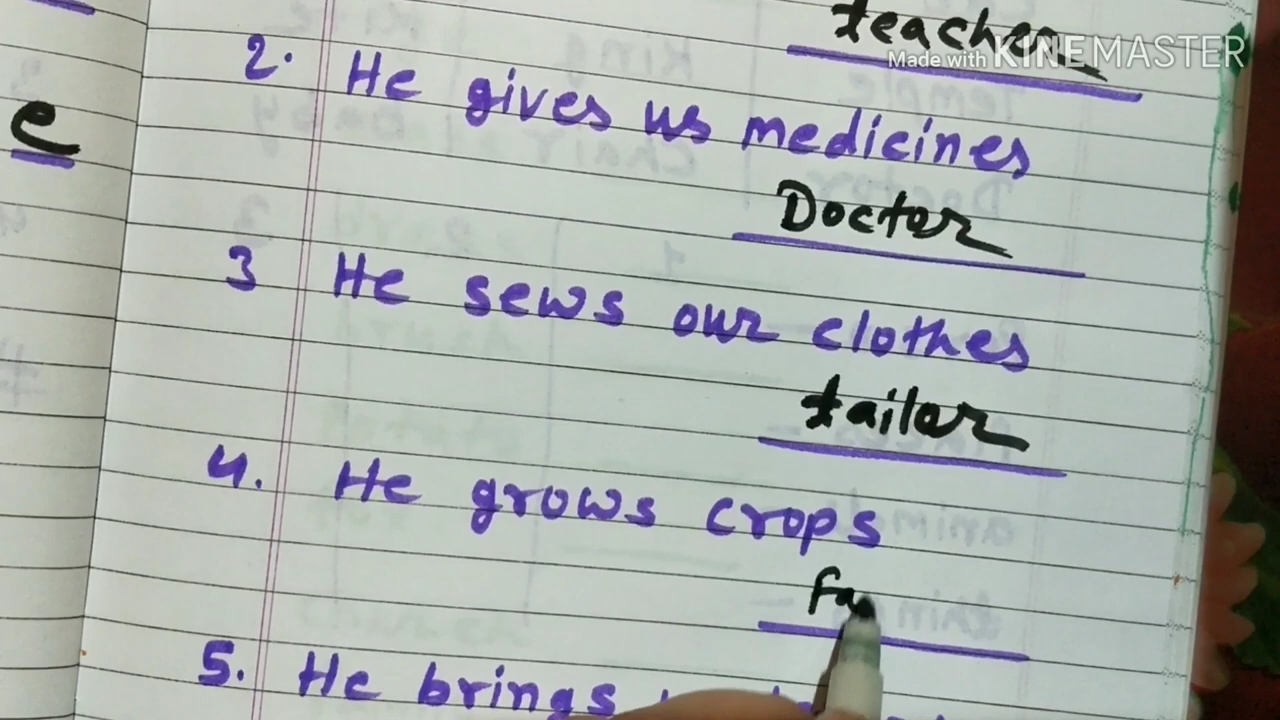 teacher
Made with KINEMASTER
e
2. He gives us medicines
Doctor
3 He sews our clothes
tailor
4. He grows crops
fa
5. He brings